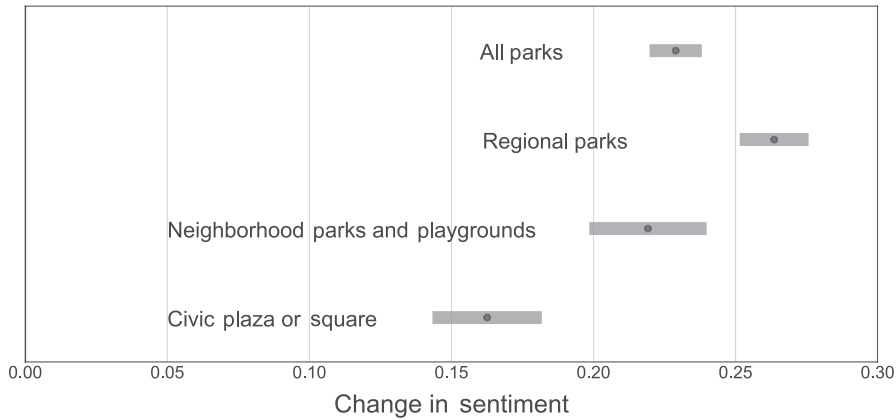 All parks
Regional parks
Neighborhood parks and playgrounds
Civic plaza or square
0.00 0.05 0.10 0.15 0.20 0.25 0.30
Change in sentiment